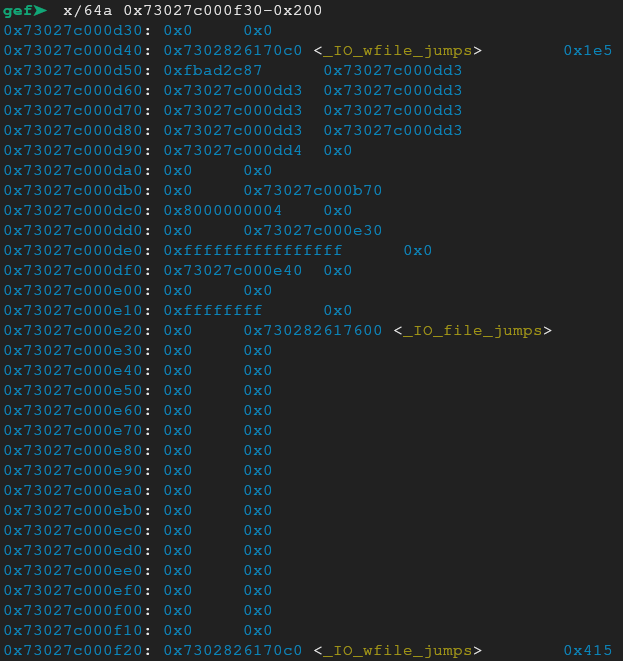 gef➤  x/64a 0x73027c000f30-0x200
0x73027c000d30: 0x0     0x0
0x73027c000d40: 0x7302826170c0 <_IO_wfile_jumps>        0x1e5
0x73027c000d50: 0xfbad2c87      0x73027c000dd3
0x73027c000d60: 0x73027c000dd3  0x73027c000dd3
0x73027c000d70: 0x73027c000dd3  0x73027c000dd3
0x73027c000d80: 0x73027c000dd3  0x73027c000dd3
0x73027c000d90: 0x73027c000dd4  0x0
0x73027c000da0: 0x0     0x0
0x73027c000db0: 0x0     0x73027c000b70
0x73027c000dc0: 0x8000000004    0x0
0x73027c000dd0: 0x0     0x73027c000e30
0x73027c000de0: 0xffffffffffffffff      0x0
0x73027c000df0: 0x73027c000e40  0x0
0x73027c000e00: 0x0     0x0
0x73027c000e10: 0xffffffff      0x0
0x73027c000e20: 0x0     0x730282617600 <_IO_file_jumps>
0x73027c000e30: 0x0     0x0
0x73027c000e40: 0x0     0x0
0x73027c000e50: 0x0     0x0
0x73027c000e60: 0x0     0x0
0x73027c000e70: 0x0     0x0
0x73027c000e80: 0x0     0x0
0x73027c000e90: 0x0     0x0
0x73027c000ea0: 0x0     0x0
0x73027c000eb0: 0x0     0x0
0x73027c000ec0: 0x0     0x0
0x73027c000ed0: 0x0     0x0
0x73027c000ee0: 0x0     0x0
0x73027c000ef0: 0x0     0x0
0x73027c000f00: 0x0     0x0
0x73027c000f10: 0x0     0x0
0x73027c000f20: 0x7302826170c0 <_IO_wfile_jumps>        0x415